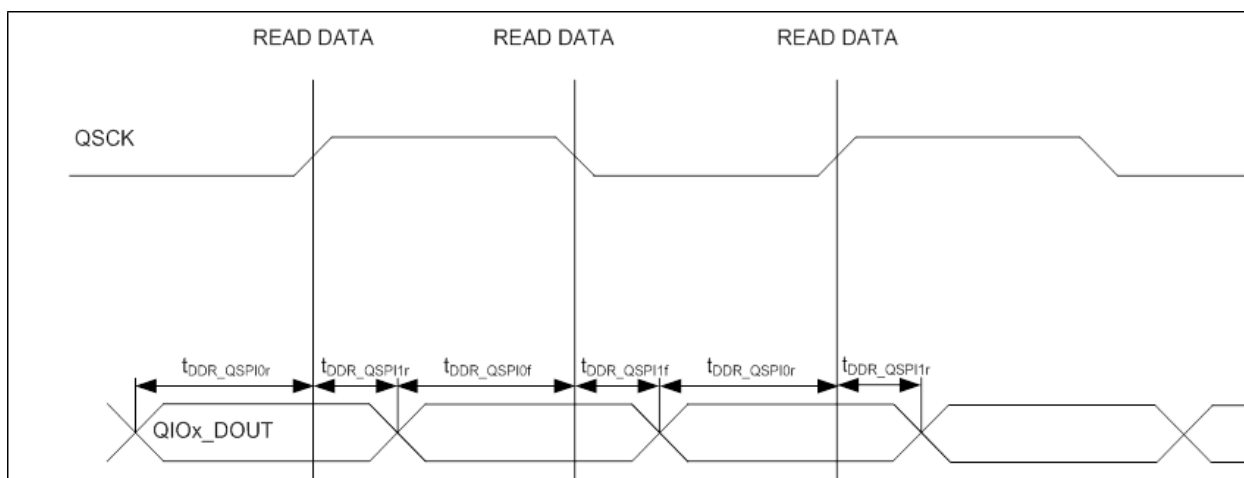 READ DATA READ DATA READ DATA
QSCK
tDDR_QSPI0r tDDR_QSPI1r tDDR_QSPI0f tDDR_QSPI1f tDDR_QSPI0r tDDR_QSPI1r
QIOx_DOUT